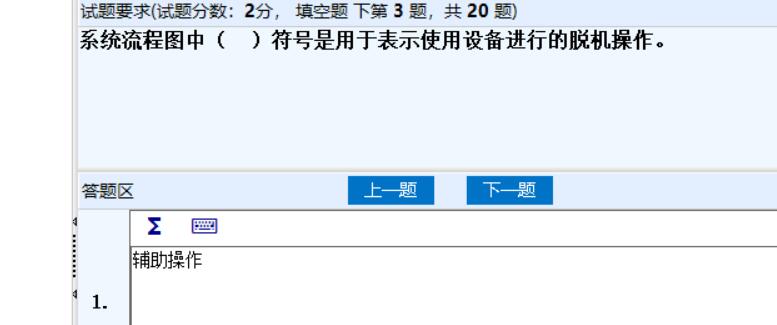 试题要求(试题分数：2分， 填空题 下第 3 题，共 20 题)
系统流程图中（　）符号是用于表示使用设备进行的脱机操作。
答题区 上一题 下一题
Σ
辅助操作
1.